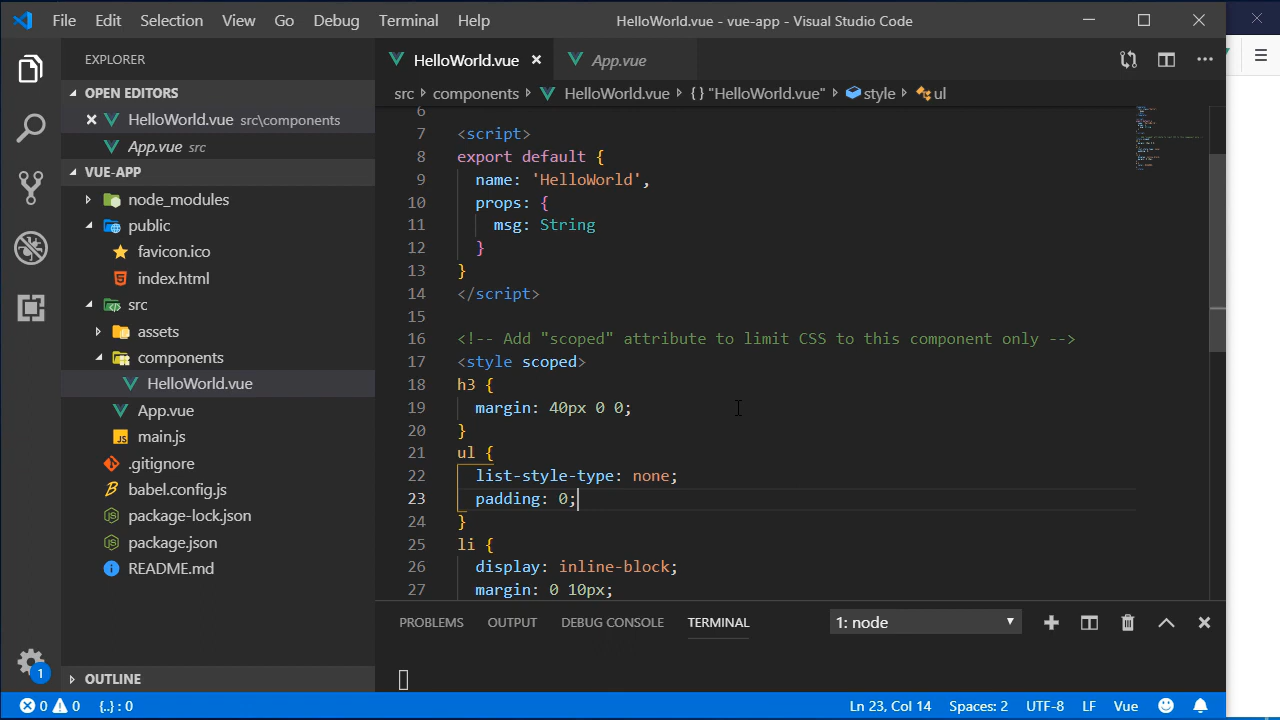 File Edit Selection View Go Debug Terminal Help HelloWorld.vue - vue-app - Visual Studio Code
EXPLORER
OPEN EDITORS
HelloWorld.vue src\components
App.vue src
VUE-APP
node_modules
public
favicon.ico
index.html
src
assets
components
HelloWorld.vue
App.vue
main.js
.gitignore
babel.config.js
package-lock.json
package.json
README.md
OUTLINE
1
HelloWorld.vue App.vue
src components HelloWorld.vue {} "HelloWorld.vue" style ul
6
7 <script>
8 export default {
9 name: 'HelloWorld',
10 props: {
11 msg: String
12 }
13 }
14 </script>
15
16 <!-- Add "scoped" attribute to limit CSS to this component only -->
17 <style scoped>
18 h3 {
19 margin: 40px 0 0;
20 }
21 ul {
22 list-style-type: none;
23 padding: 0;
24 }
25 li {
26 display: inline-block;
27 margin: 0 10px;
PROBLEMS OUTPUT DEBUG CONSOLE TERMINAL 1: node
0 0 {..} : 0 Ln 23, Col 14 Spaces: 2 UTF-8 LF Vue